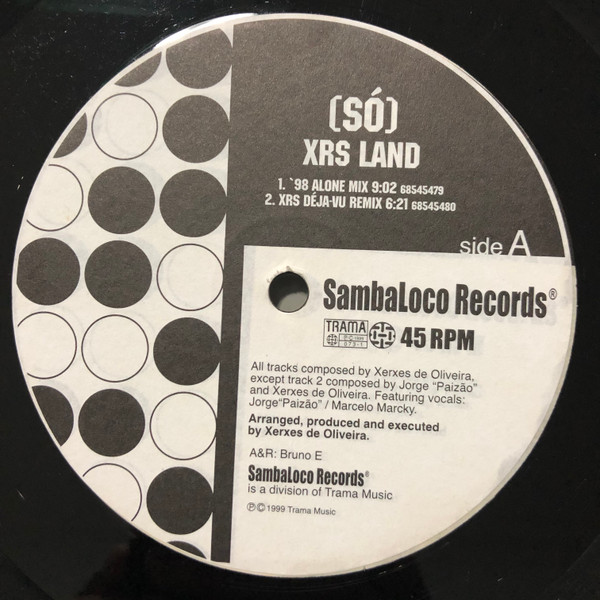 (SÓ)
XRS LAND
1. `98 ALONE MIX 9:02 68545479
2. XRS DÉJA-VU REMIX 6:21 68545480
side A
SambaLoco Records®
TRAMA 45 RPM
All tracks composed by Xerxes de Oliveira,
except track 2 composed by Jorge “Paizão”
and Xerxes de Oliveira. Featuring vocals:
Jorge“Paizão” / Marcelo Marcky.
Arranged, produced and executed
by Xerxes de Oliveira.
A&R: Bruno E
SambaLoco Records®
is a division of Trama Music
℗© 1999 Trama Music